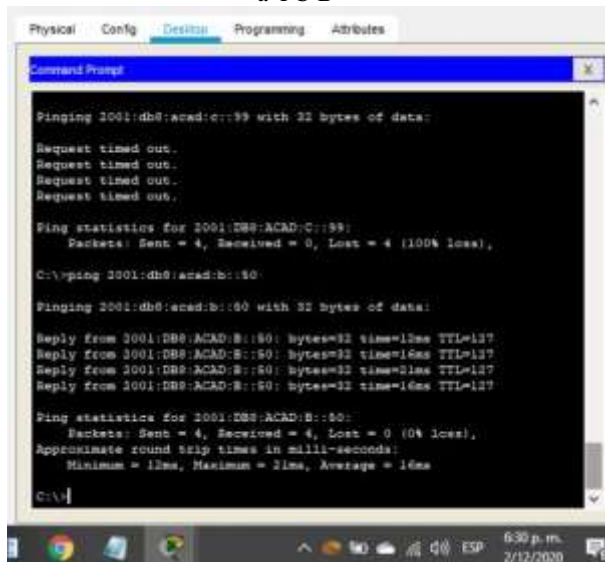 Physical Config Desktop Programming Attributes
Command Prompt
X
Pinging 2001:db8:acad:c::99 with 32 bytes of data:
Request timed out.
Request timed out.
Request timed out.
Request timed out.
Ping statistics for 2001:DB8:ACAD:C::99:
Packets: Sent = 4, Received = 0, Lost = 4 (100% loss),
C:\>ping 2001:db8:acad:b::50
Pinging 2001:db8:acad:b::50 with 32 bytes of data:
Reply from 2001:DB8:ACAD:B::50: bytes=32 time=12ms TTL=127
Reply from 2001:DB8:ACAD:B::50: bytes=32 time=16ms TTL=127
Reply from 2001:DB8:ACAD:B::50: bytes=32 time=21ms TTL=127
Reply from 2001:DB8:ACAD:B::50: bytes=32 time=16ms TTL=127
Ping statistics for 2001:DB8:ACAD:B::50:
Packets: Sent = 4, Received = 4, Lost = 0 (0% loss),
Approximate round trip times in milli-seconds:
Minimum = 12ms, Maximum = 21ms, Average = 16ms
C:\>
ESP
6:30 p. m.
2/12/2020